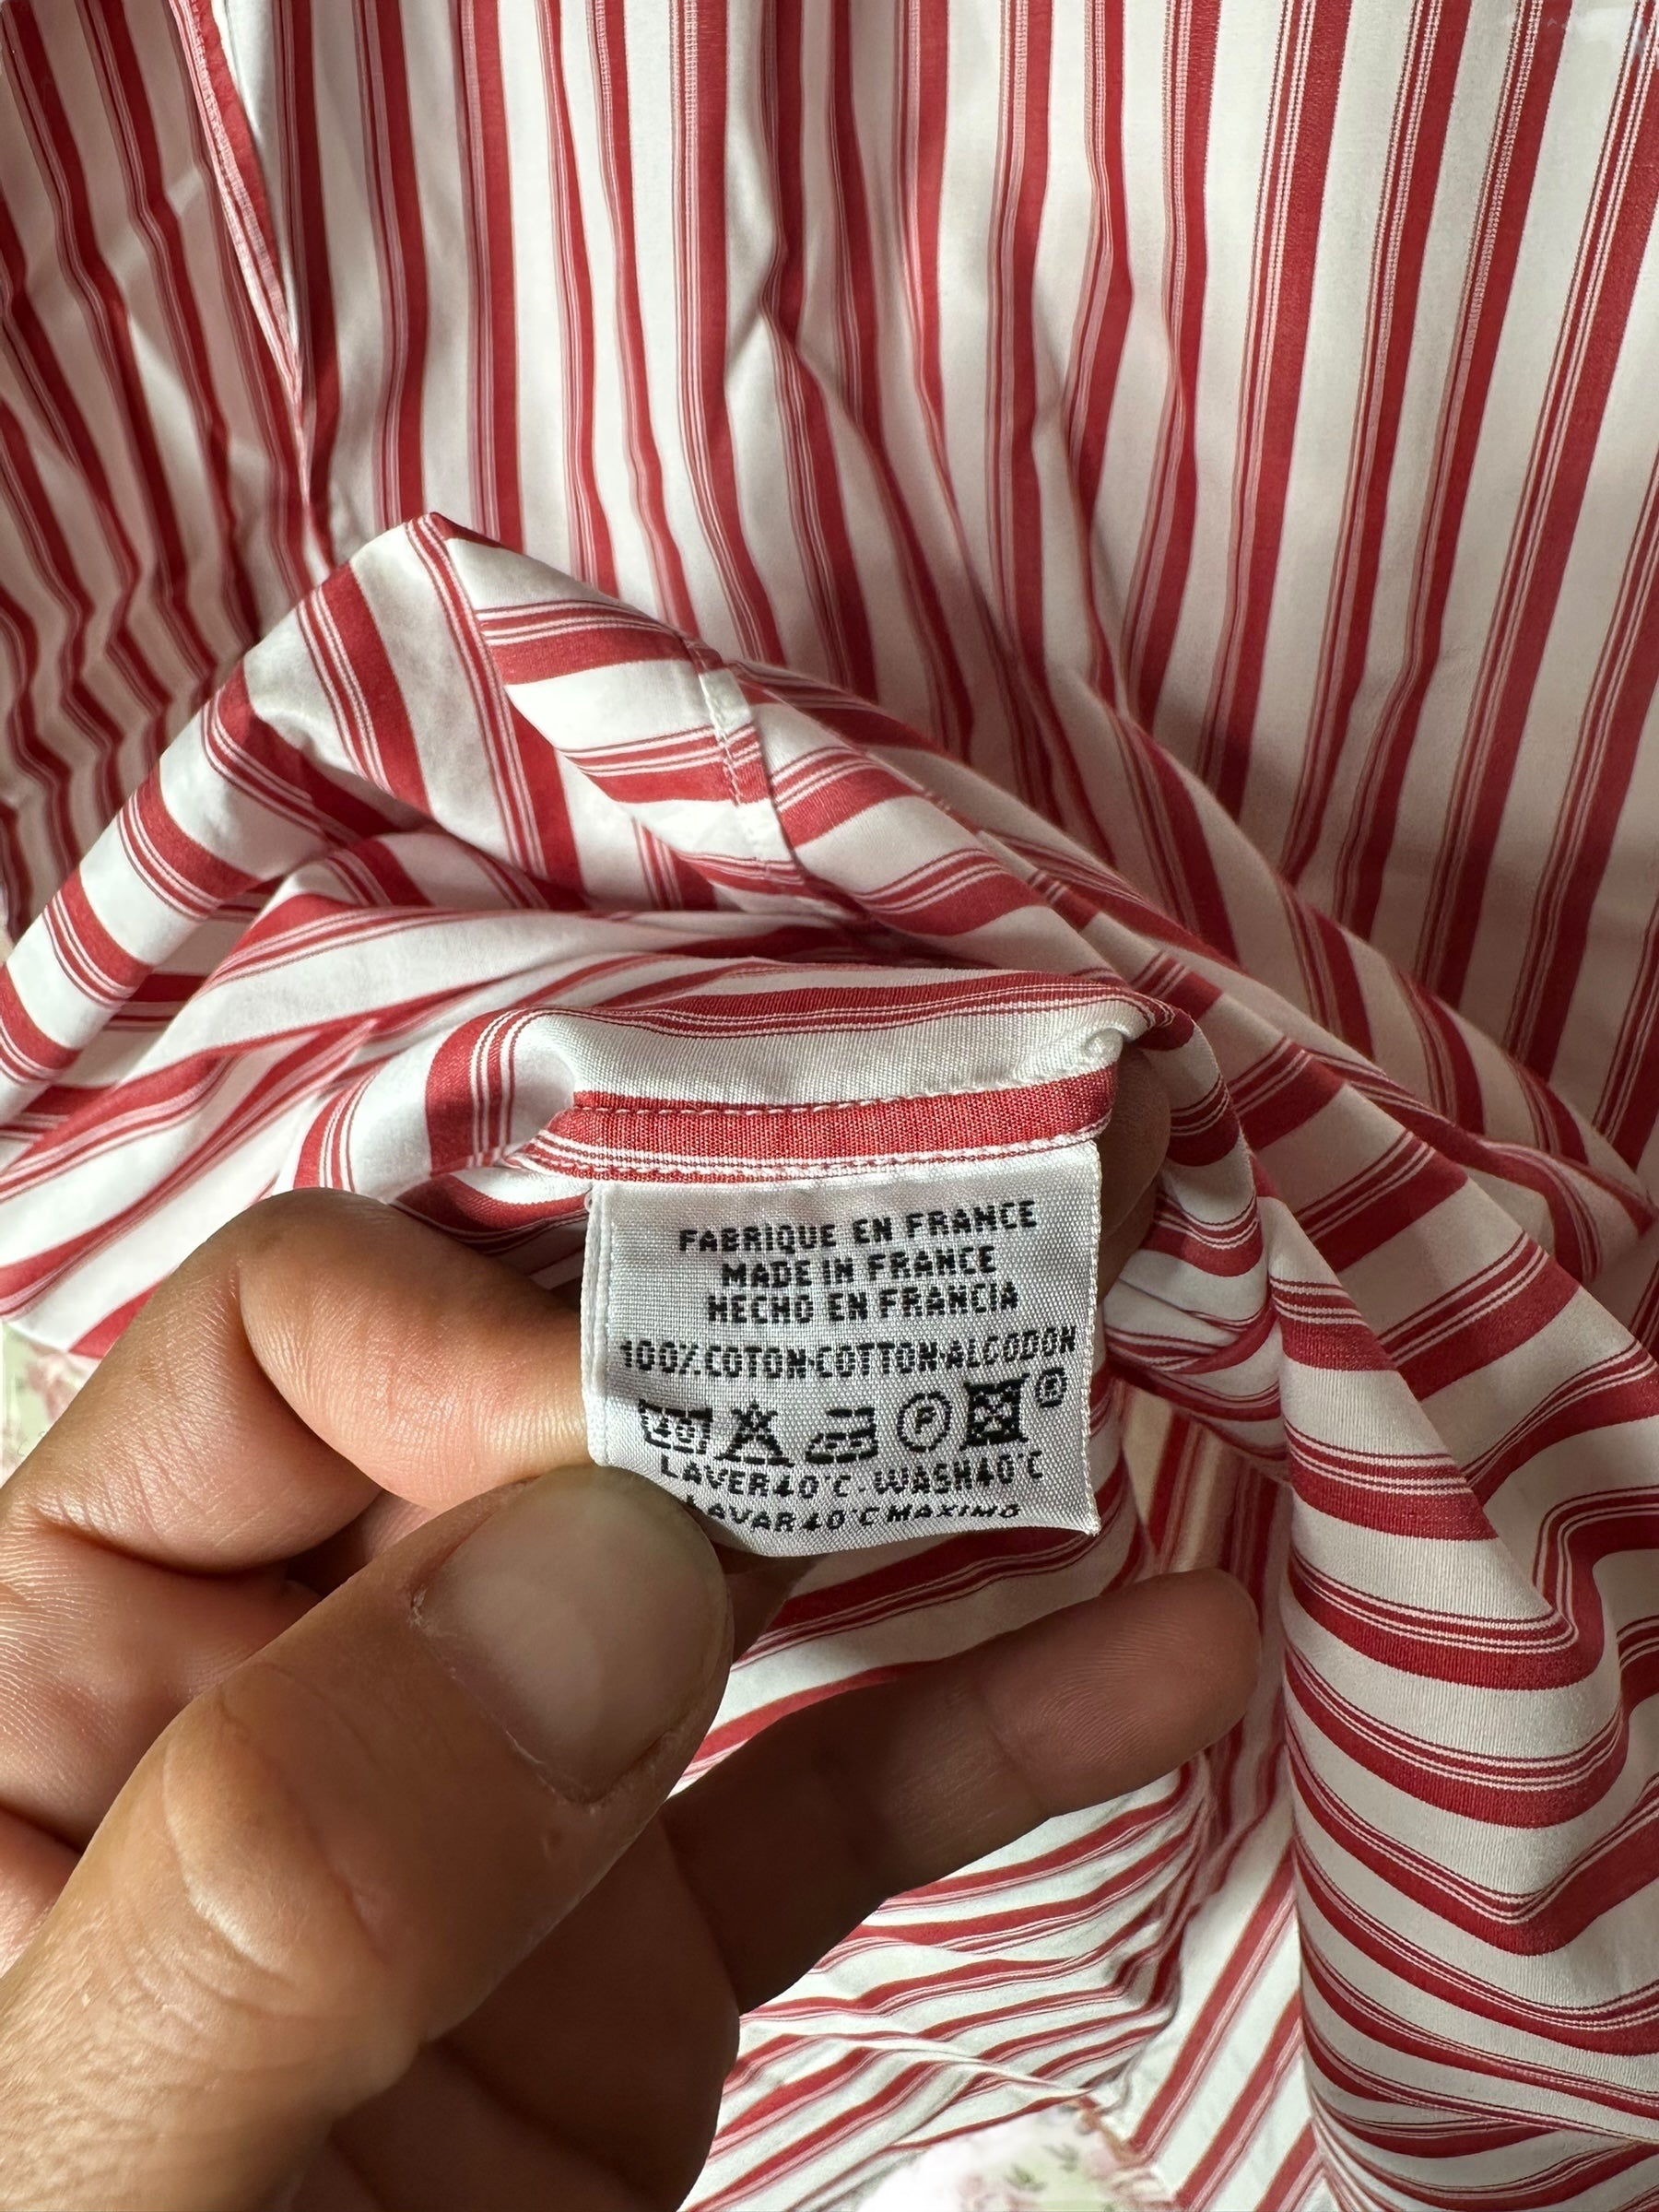 FABRIQUE EN FRANCE
MADE IN FRANCE
HECHO EN FRANCIA
100% COTON·COTTON·ALGODON
40 P ®
LAVER 40°C - WASH 40°C
LAVAR 40°C MAXIMO